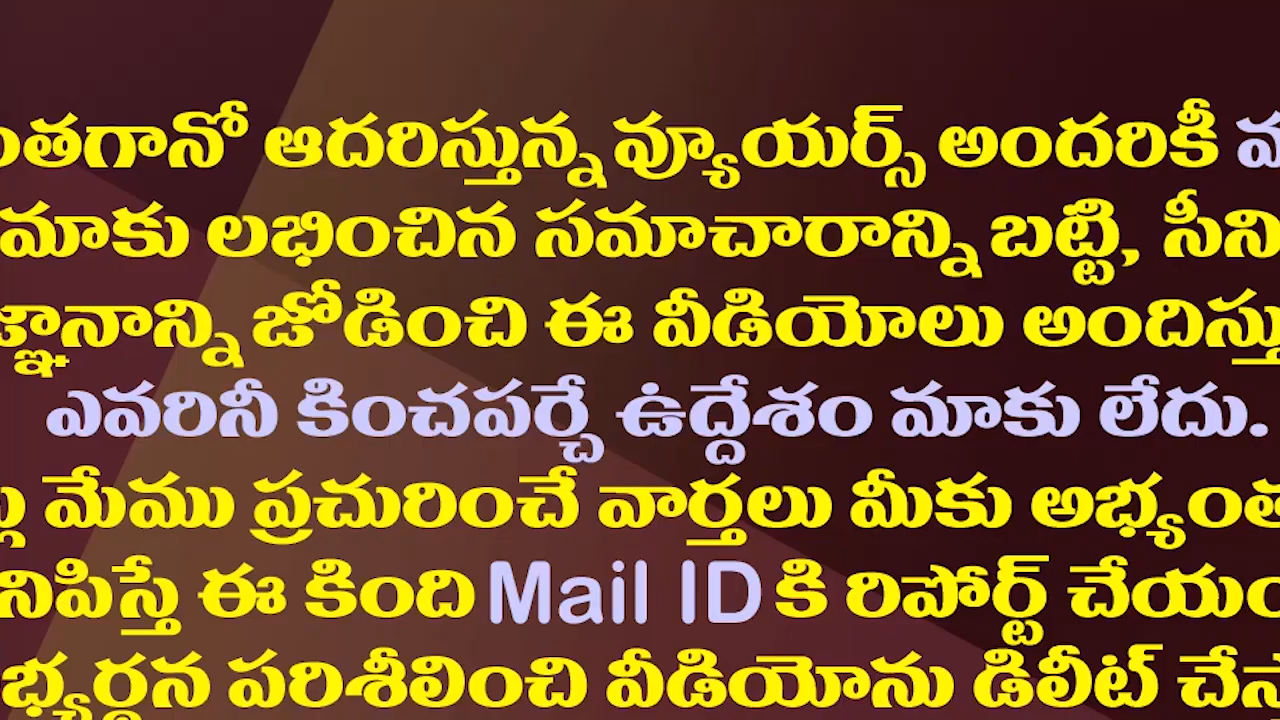 ఆదరిస్తున్న వ్యూయర్స్ అందరికీ
మాకు లభించిన సమాచారాన్ని బట్టి,
జోడించి ఈ వీడియోలు
ఎవరినీ కించపర్చే ఉద్దేశం మాకు లేదు.
మేము ప్రచురించే వార్తలు మీకు
ఈ కింది Mail ID కి రిపోర్ట్
పరిశీలించి వీడియోను డిలీట్